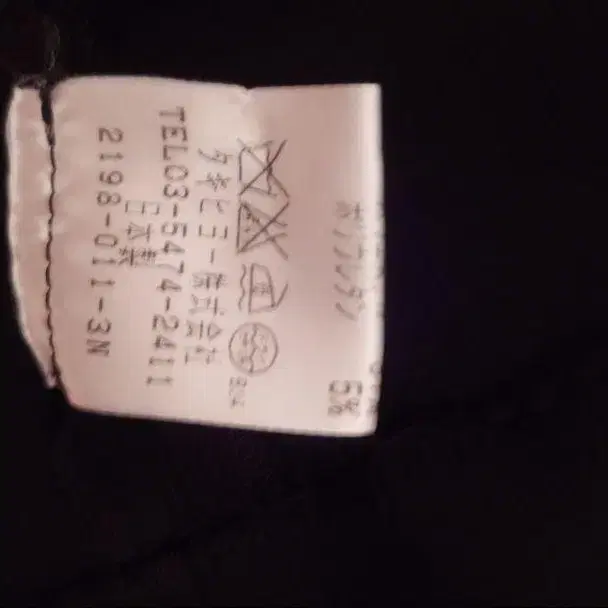 ポリウレタン 5%
タキヒヨー株式会社
TEL03-5474-2411
日本製
2198-011-3N